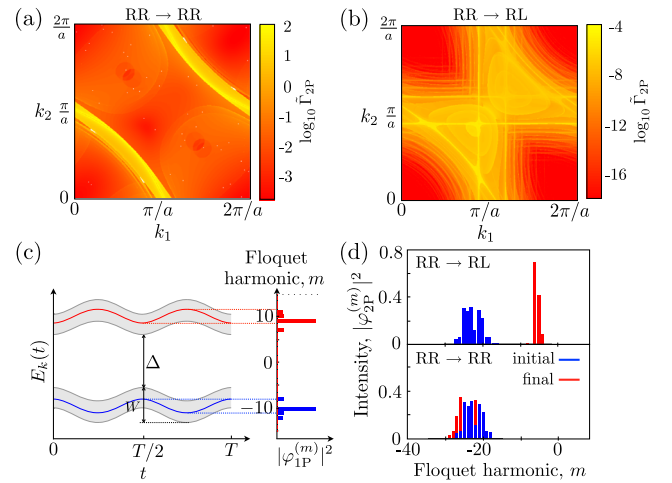 (a)
RR → RR
2π/a
k₂ π/a
0
0
π/a
2π/a
k₁
2
1
0
-1
-2
-3
log₁₀ Γ̃₂P
(b)
RR → RL
2π/a
k₂ π/a
0
0
π/a
2π/a
k₁
-4
-8
-12
-16
log₁₀ Γ̃₂P
(c)
Floquet
harmonic, m
E_k(t)
Δ
W
0
T/2
T
t
10
0
-10
|φ₁P^(m)|²
(d)
Intensity, |φ₂P^(m)|²
0.8
0.4
0
0.4
0
RR → RL
RR → RR
initial
final
-40
-20
0
Floquet harmonic, m